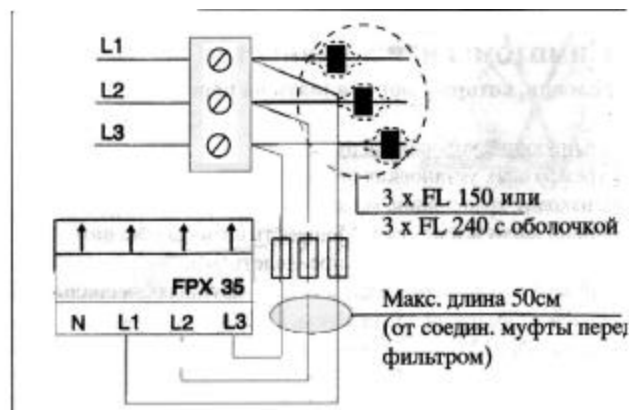 L1
L2
L3
3 x FL 150 или
3 x FL 240 с оболочкой
FPX 35
N L1 L2 L3
Макс. длина 50см
(от соедин. муфты перед
фильтром)